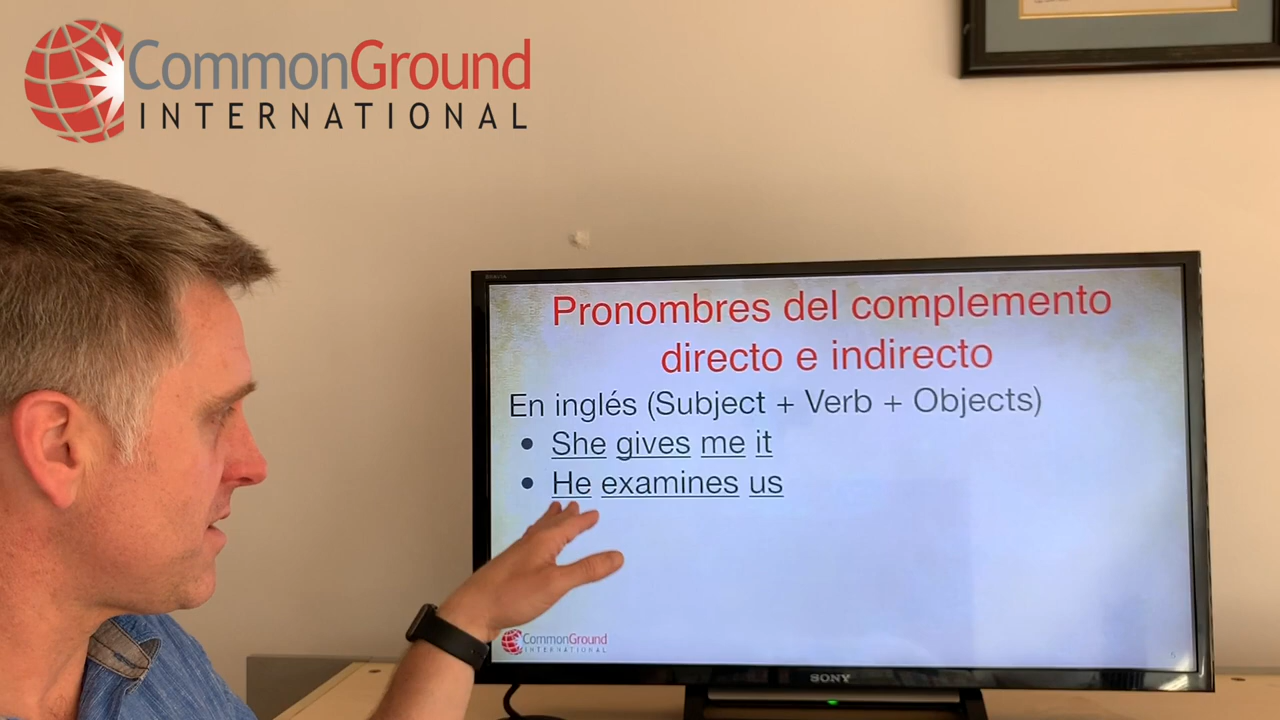 CommonGround
INTERNATIONAL
Pronombres del complemento
directo e indirecto
En inglés (Subject + Verb + Objects)
• She gives me it
• He examines us
CommonGround
INTERNATIONAL
SONY